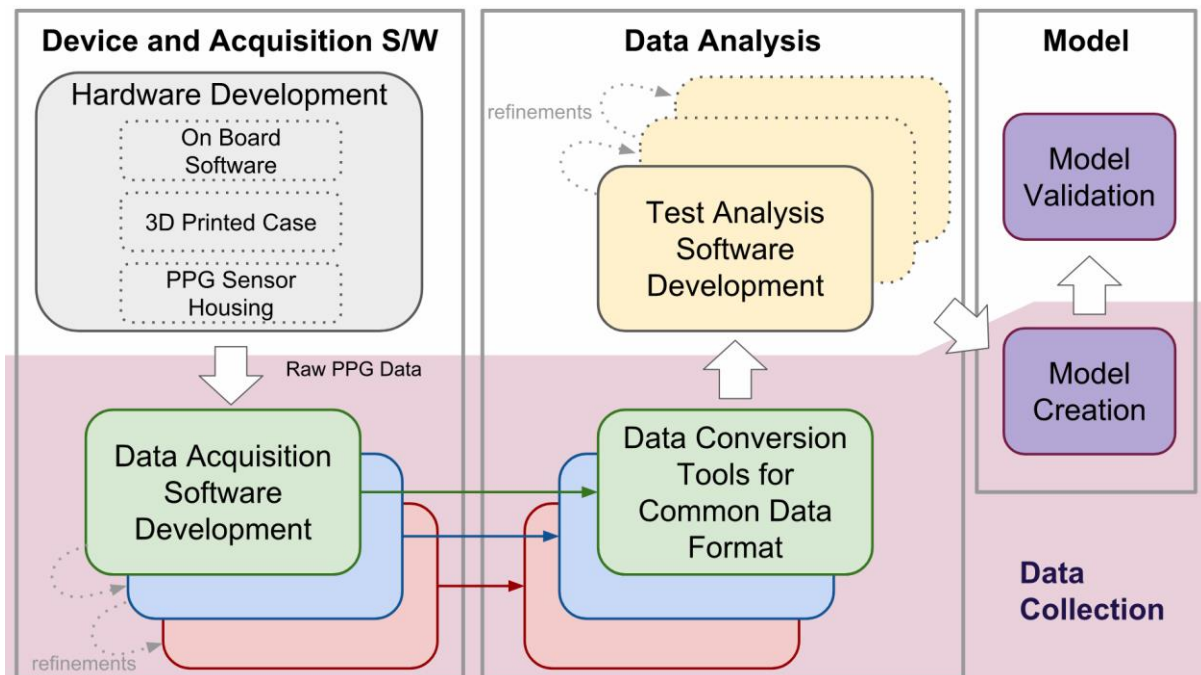 Device and Acquisition S/W
Hardware Development
On Board
Software
3D Printed Case
PPG Sensor
Housing
Raw PPG Data
Data Acquisition
Software
Development
refinements
Data Analysis
refinements
Test Analysis
Software
Development
Data Conversion
Tools for
Common Data
Format
Model
Model
Validation
Model
Creation
Data
Collection